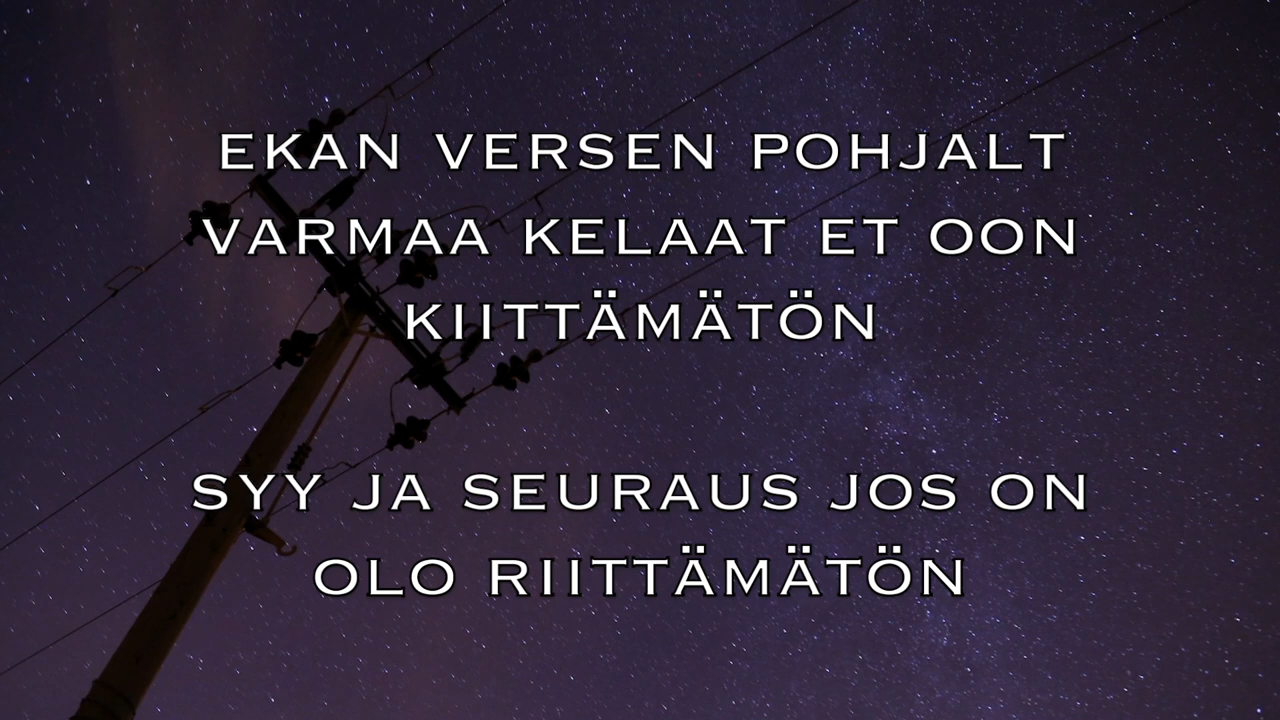 EKAN VERSEN POHJALT
VARMAA KELAAT ET OON
KIITTÄMÄTÖN
SYY JA SEURAUS JOS ON
OLO RIITTÄMÄTÖN